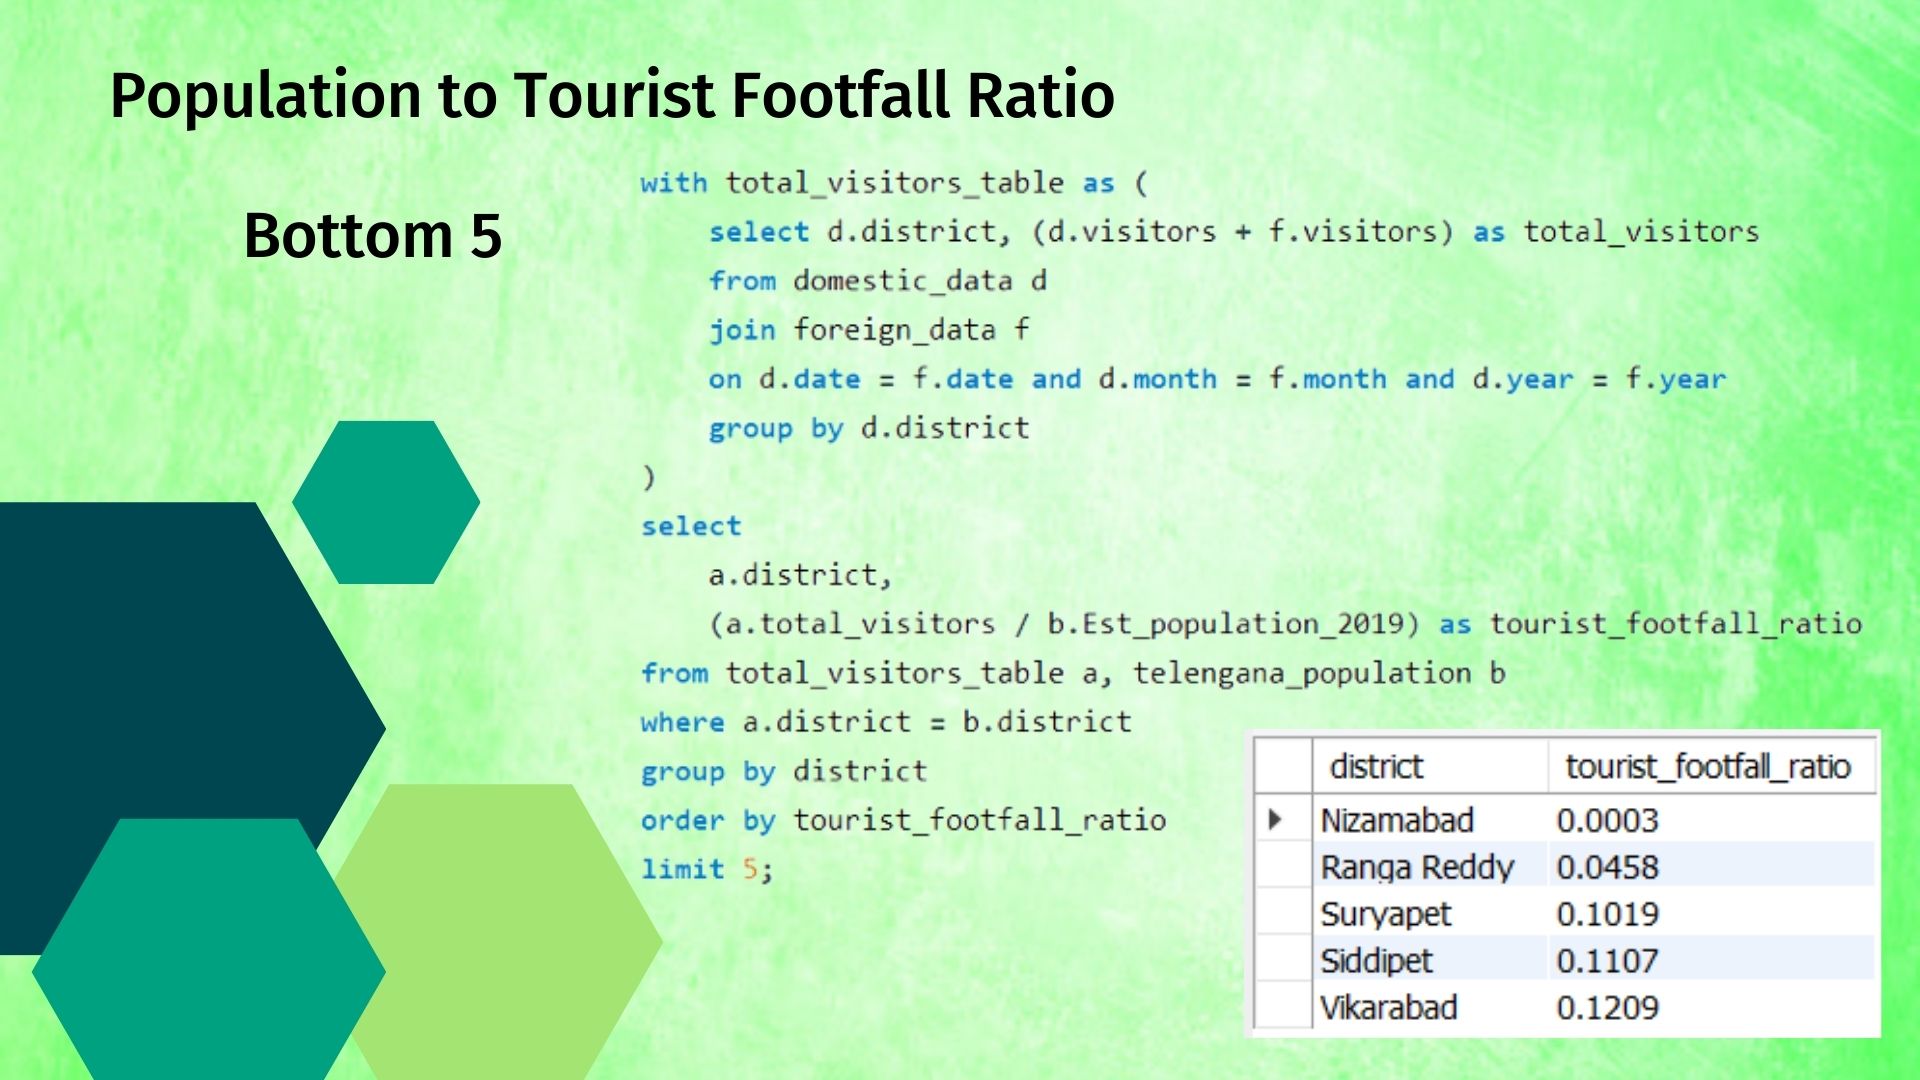 Population to Tourist Footfall Ratio
Bottom 5
with total_visitors_table as (
    select d.district, (d.visitors + f.visitors) as total_visitors
    from domestic_data d
    join foreign_data f
    on d.date = f.date and d.month = f.month and d.year = f.year
    group by d.district
)
select
    a.district,
    (a.total_visitors / b.Est_population_2019) as tourist_footfall_ratio
from total_visitors_table a, telengana_population b
where a.district = b.district
group by district
order by tourist_footfall_ratio
limit 5;
district tourist_footfall_ratio
Nizamabad 0.0003
Ranga Reddy 0.0458
Suryapet 0.1019
Siddipet 0.1107
Vikarabad 0.1209